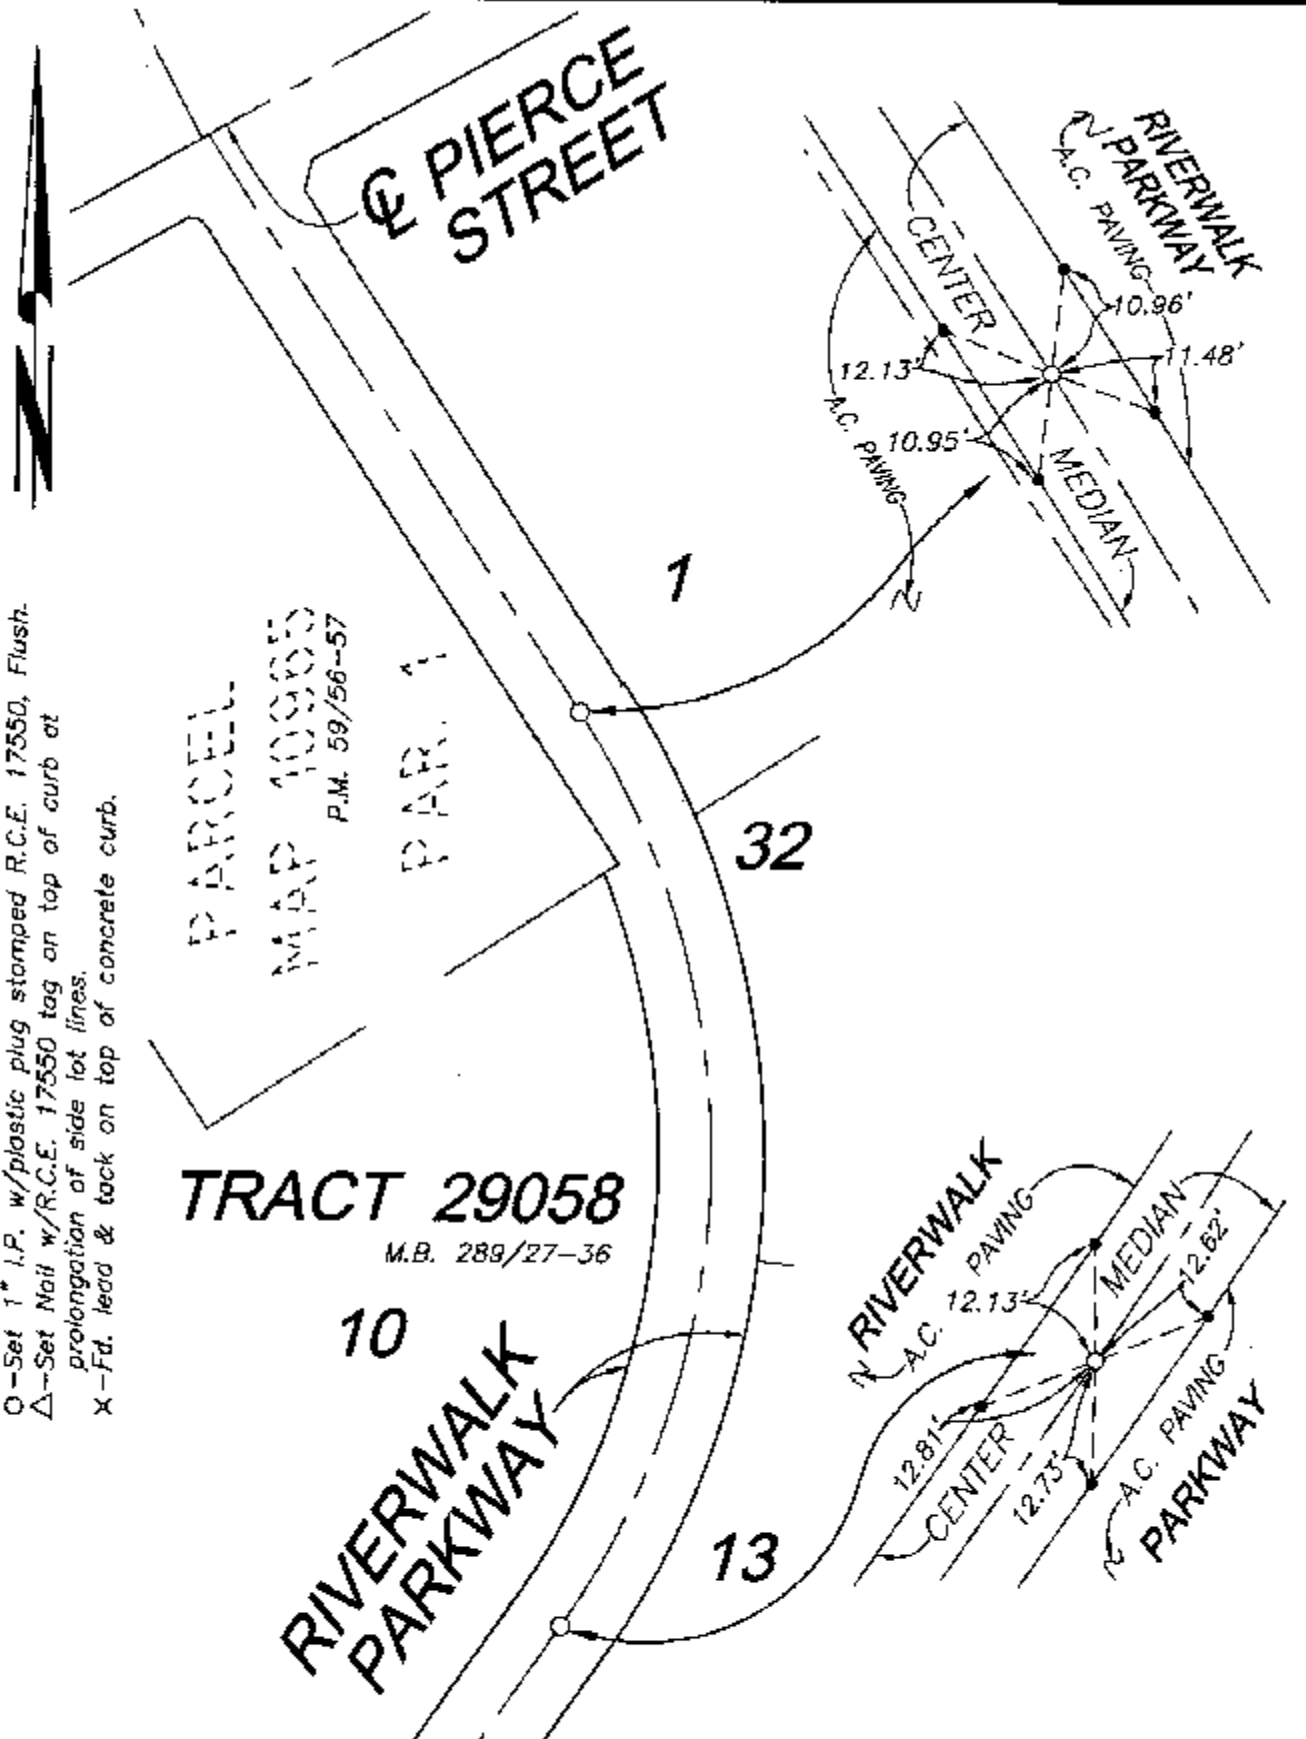 ℄ PIERCE
STREET
RIVERWALK
PARKWAY
A.C. PAVING
CENTER
10.96'
12.13'
11.48'
A.C. PAVING
10.95'
MEDIAN
1
O-Set 1" I.P. w/plastic plug stamped R.C.E. 17550, Flush.
△-Set Nail w/R.C.E. 17550 tag on top of curb at
prolongation of side lot lines.
X-Fd. lead & tack on top of concrete curb.
PARCEL
MAP 10985
P.M. 59/56-57
PAR. 1
32
TRACT 29058
M.B. 289/27-36
10
RIVERWALK
PARKWAY
13
RIVERWALK
A.C. PAVING
MEDIAN
12.13'
12.62'
12.81'
CENTER
12.73'
A.C. PAVING
PARKWAY
N